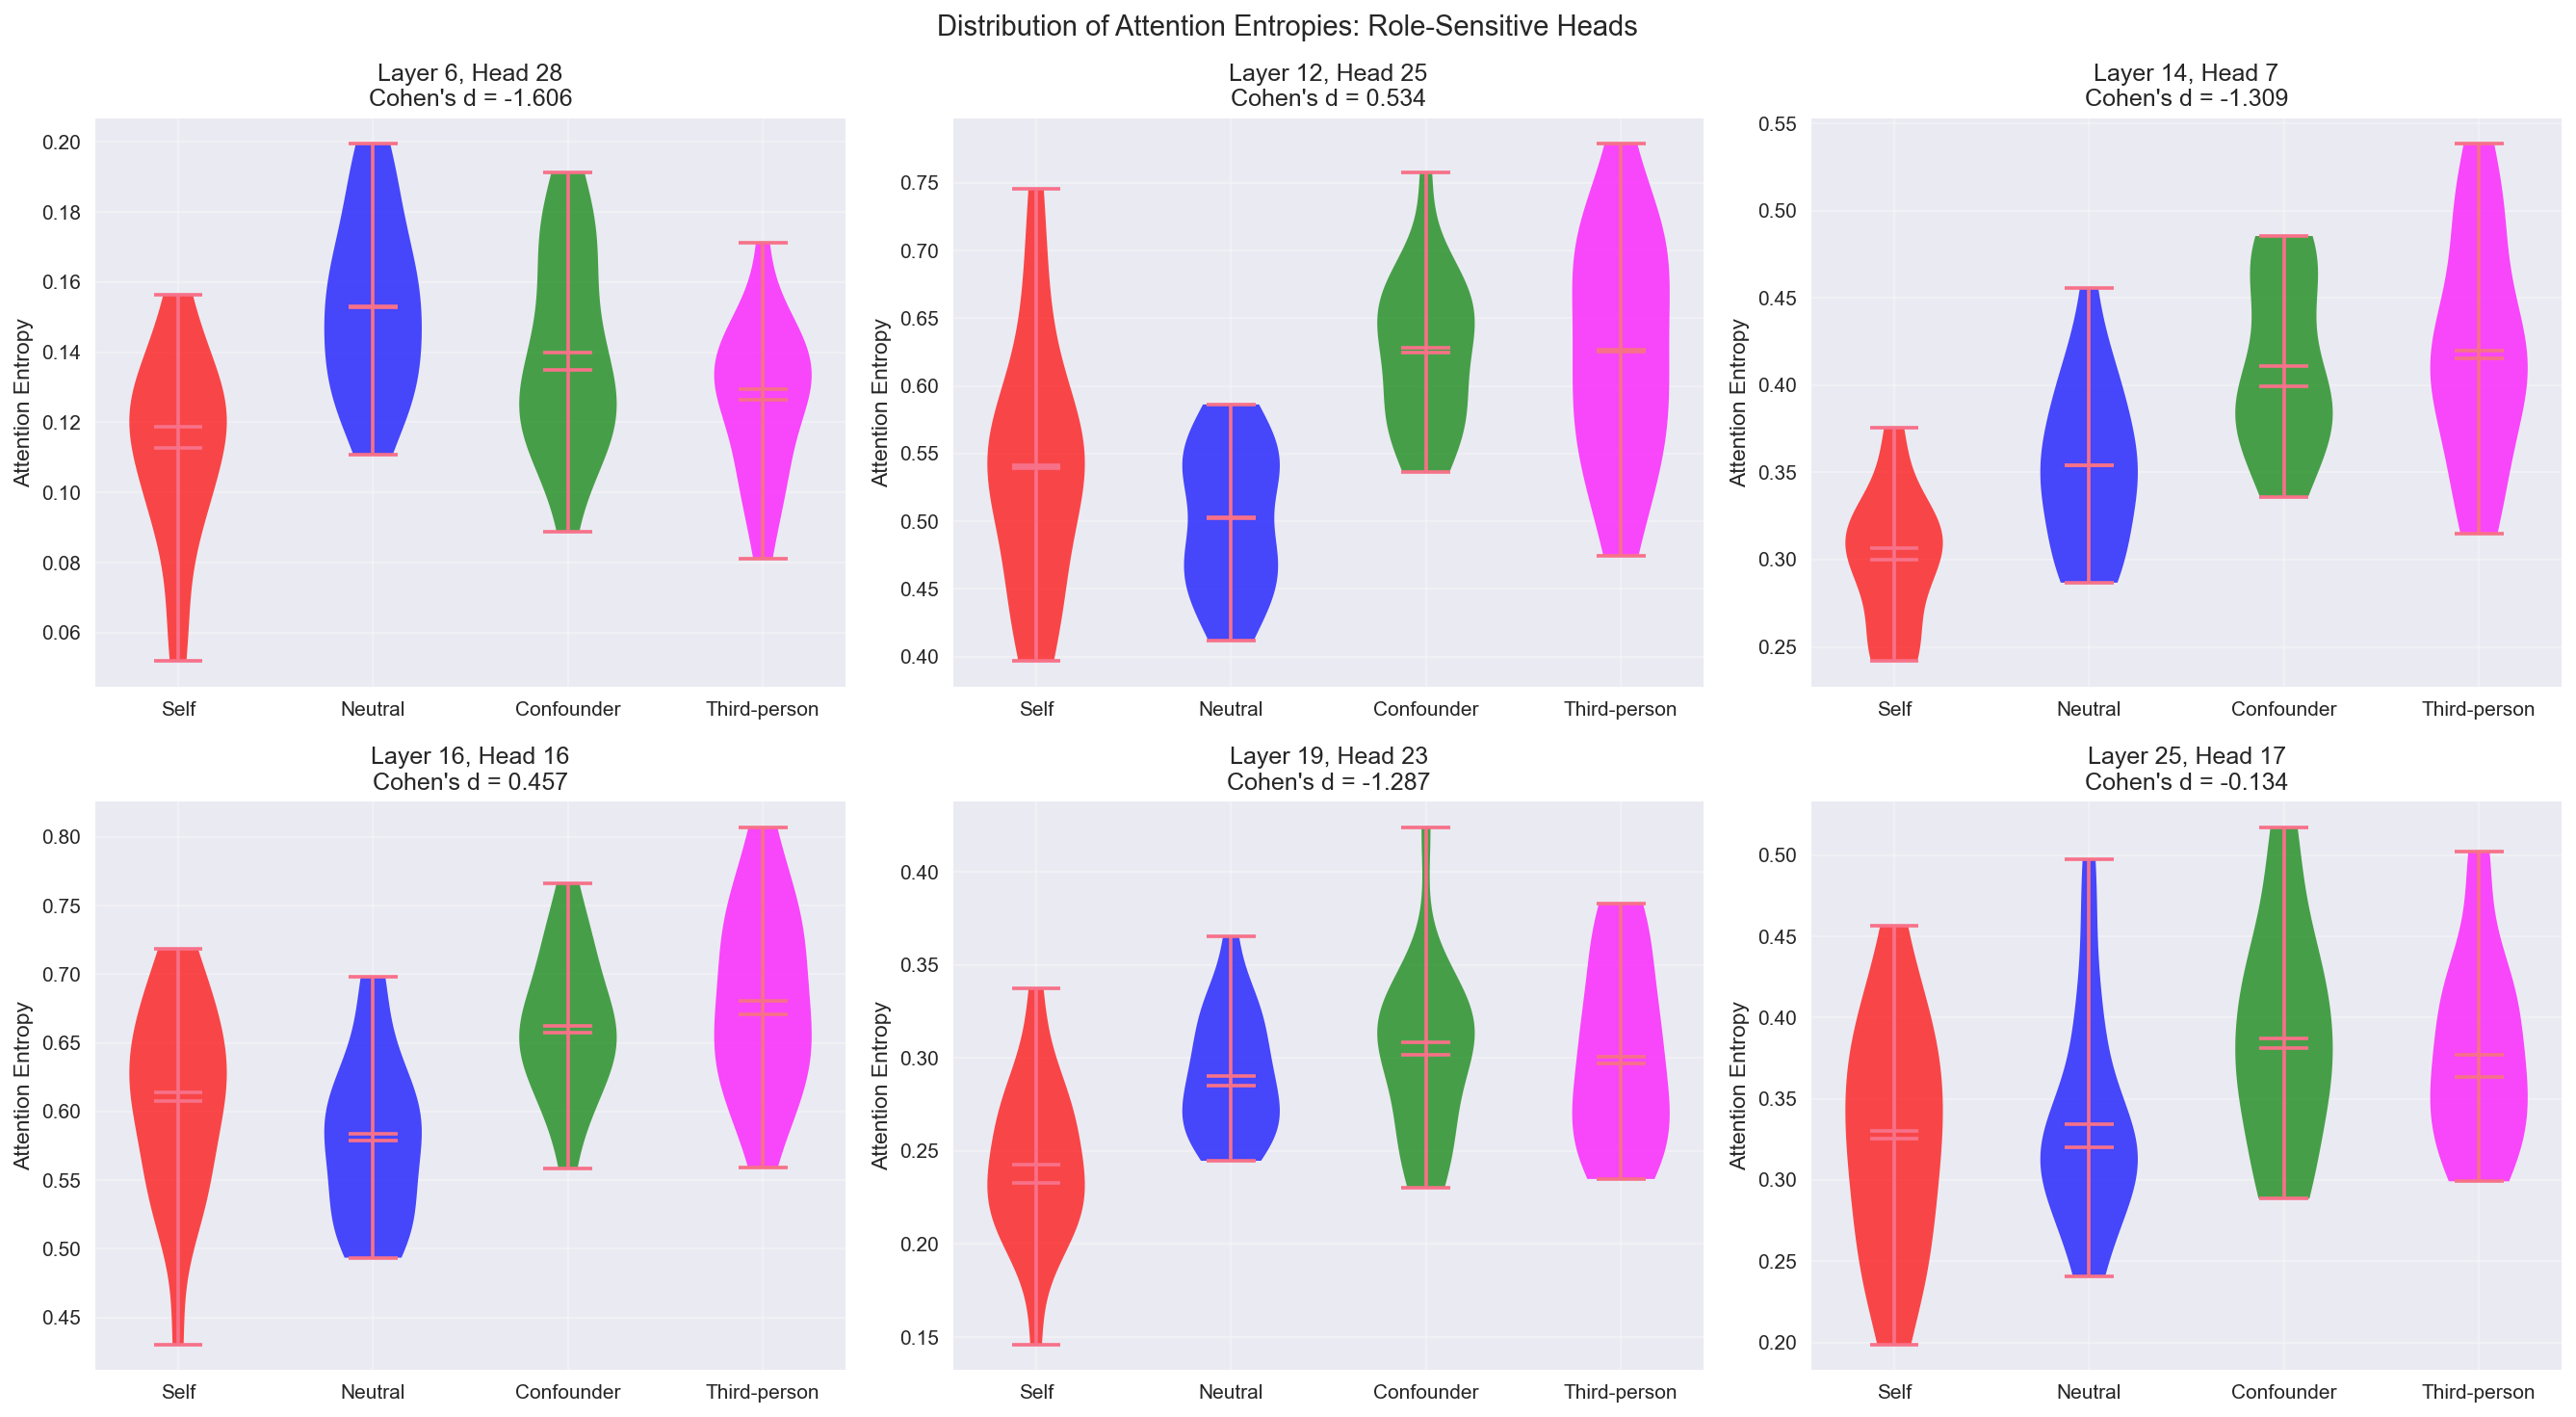 Distribution of Attention Entropies: Role-Sensitive Heads
Layer 6, Head 28
Cohen's d = -1.606
Attention Entropy
0.20
0.18
0.16
0.14
0.12
0.10
0.08
0.06
Self Neutral Confounder Third-person
Layer 12, Head 25
Cohen's d = 0.534
Attention Entropy
0.75
0.70
0.65
0.60
0.55
0.50
0.45
0.40
Self Neutral Confounder Third-person
Layer 14, Head 7
Cohen's d = -1.309
Attention Entropy
0.55
0.50
0.45
0.40
0.35
0.30
0.25
Self Neutral Confounder Third-person
Layer 16, Head 16
Cohen's d = 0.457
Attention Entropy
0.80
0.75
0.70
0.65
0.60
0.55
0.50
0.45
Self Neutral Confounder Third-person
Layer 19, Head 23
Cohen's d = -1.287
Attention Entropy
0.40
0.35
0.30
0.25
0.20
0.15
Self Neutral Confounder Third-person
Layer 25, Head 17
Cohen's d = -0.134
Attention Entropy
0.50
0.45
0.40
0.35
0.30
0.25
0.20
Self Neutral Confounder Third-person